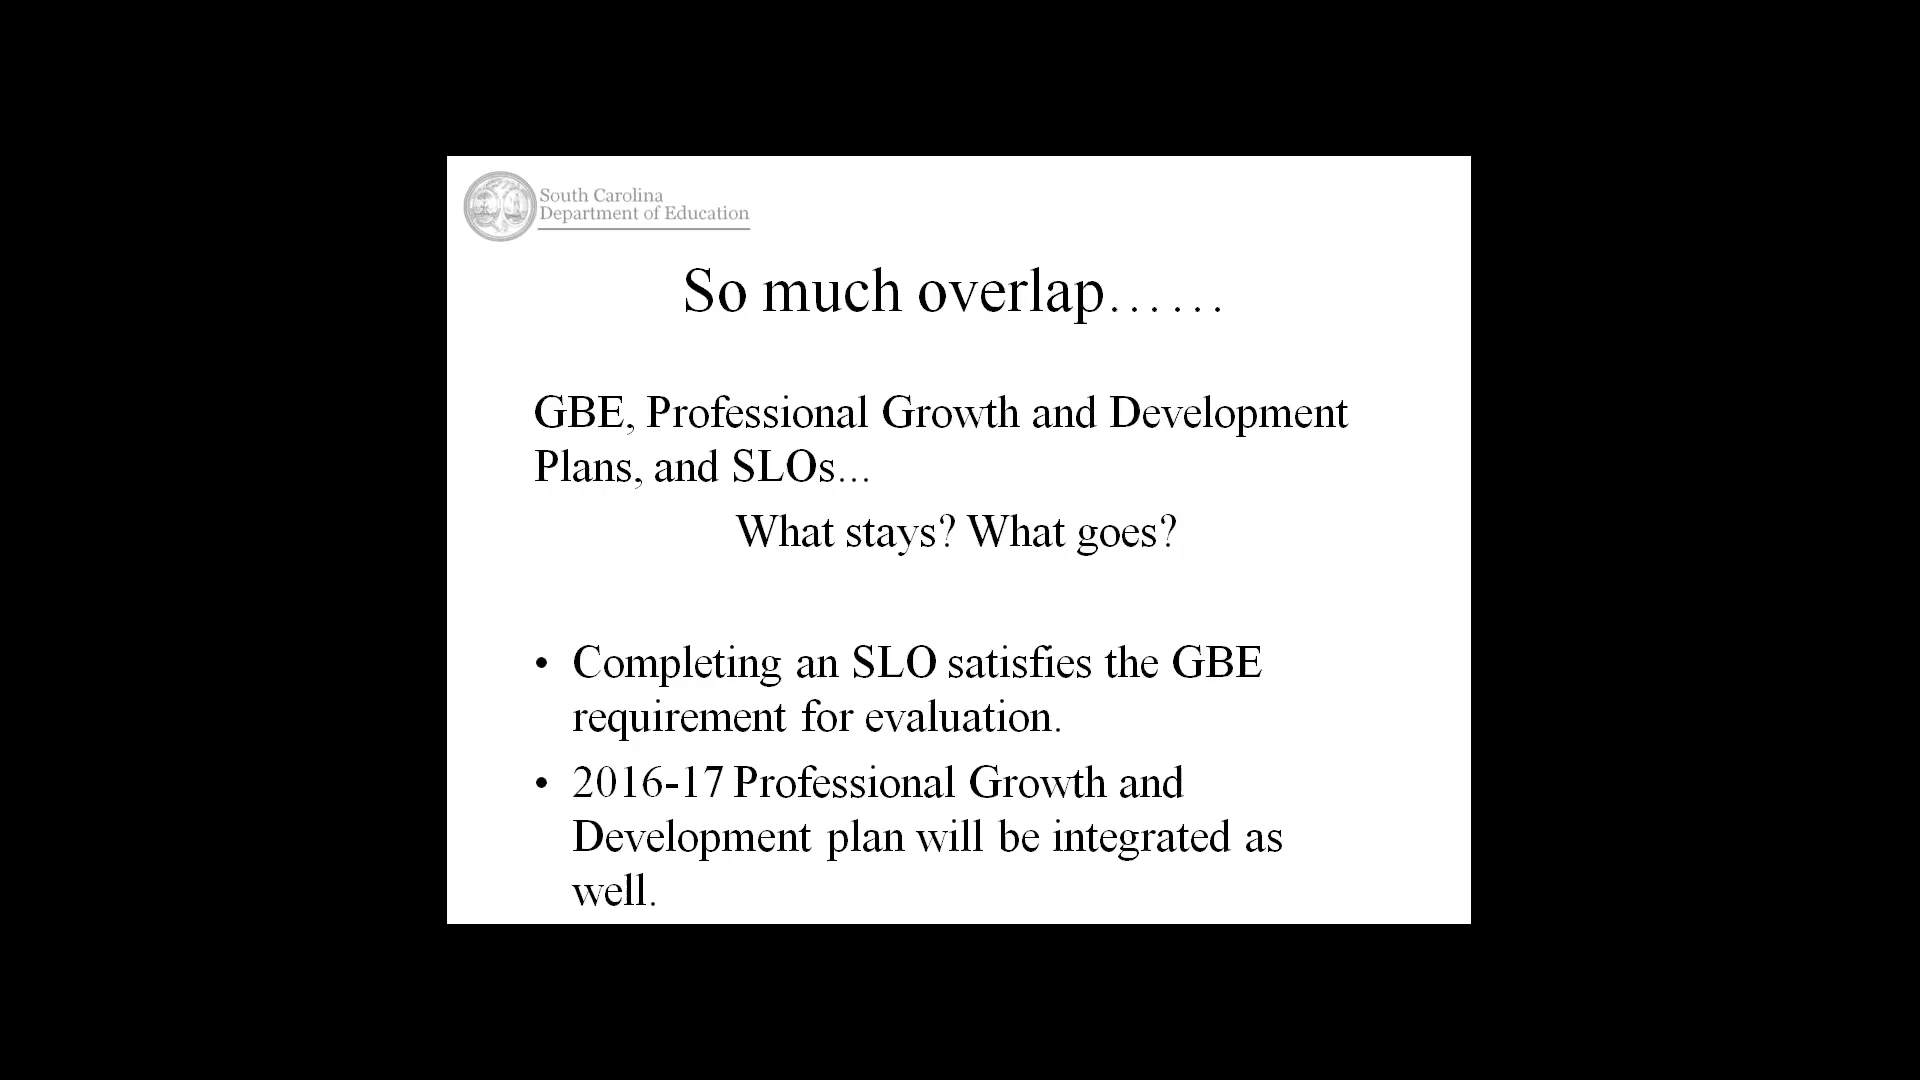 South Carolina
Department of Education
So much overlap……
GBE, Professional Growth and Development
Plans, and SLOs...
What stays? What goes?
• Completing an SLO satisfies the GBE
requirement for evaluation.
• 2016-17 Professional Growth and
Development plan will be integrated as
well.